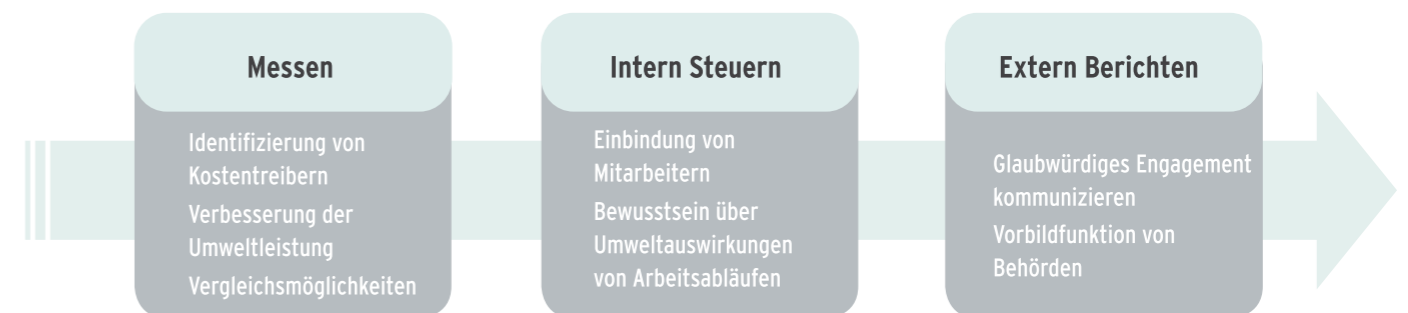 Messen
Identifizierung von
Kostentreibern
Verbesserung der
Umweltleistung
Vergleichsmöglichkeiten
Intern Steuern
Einbindung von
Mitarbeitern
Bewusstsein über
Umweltauswirkungen
von Arbeitsabläufen
Extern Berichten
Glaubwürdiges Engagement
kommunizieren
Vorbildfunktion von
Behörden